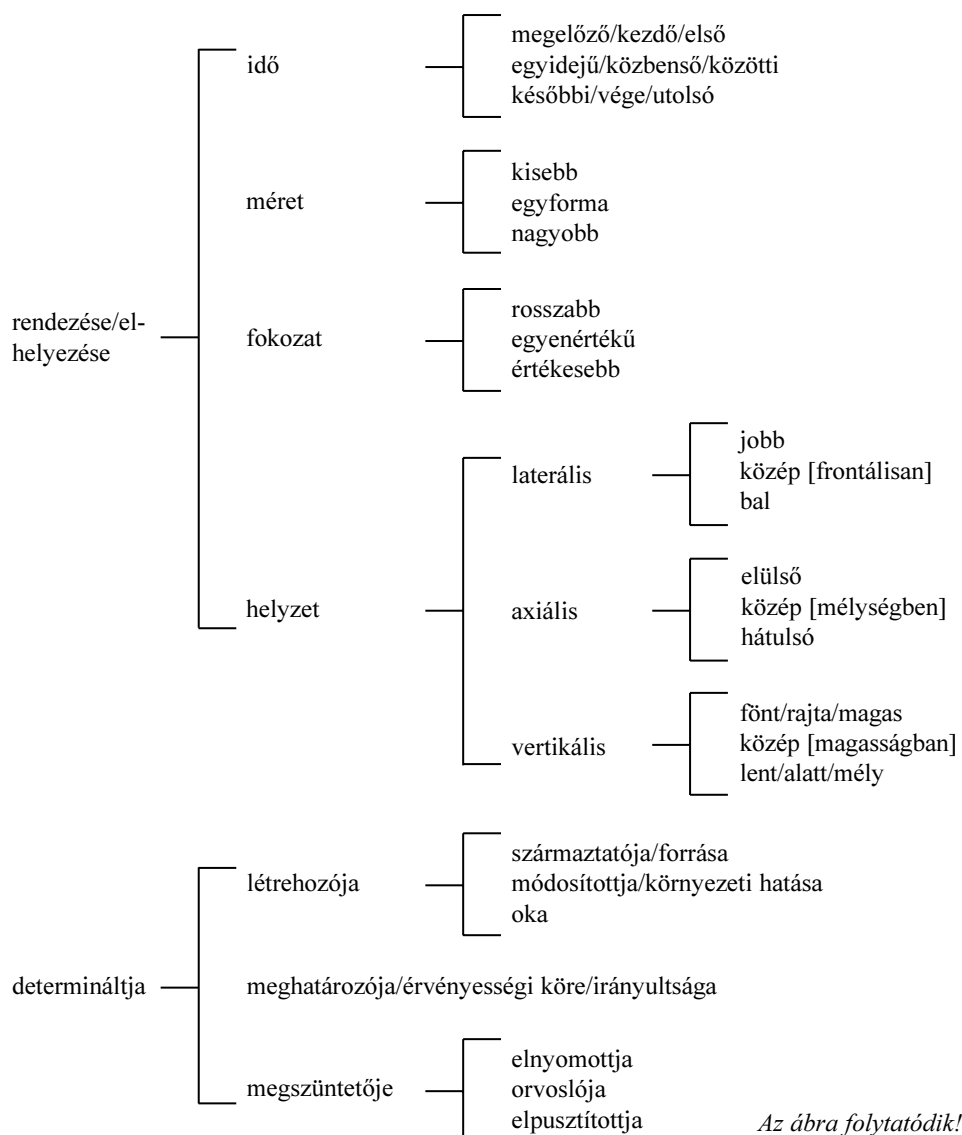 idő
megelőző/kezdő/első
egyidejű/közbenső/közötti
későbbi/vége/utolsó
méret
kisebb
egyforma
nagyobb
rendezése/el-
helyezése
fokozat
rosszabb
egyenértékű
értékesebb
helyzet
laterális
jobb
közép [frontálisan]
bal
axiális
elülső
közép [mélységben]
hátulsó
vertikális
fönt/rajta/magas
közép [magasságban]
lent/alatt/mély
determináltja
létrehozója
származtatója/forrása
módosítottja/környezeti hatása
oka
meghatározója/érvényességi köre/irányultsága
megszüntetője
elnyomottja
orvoslója
elpusztítottja
Az ábra folytatódik!